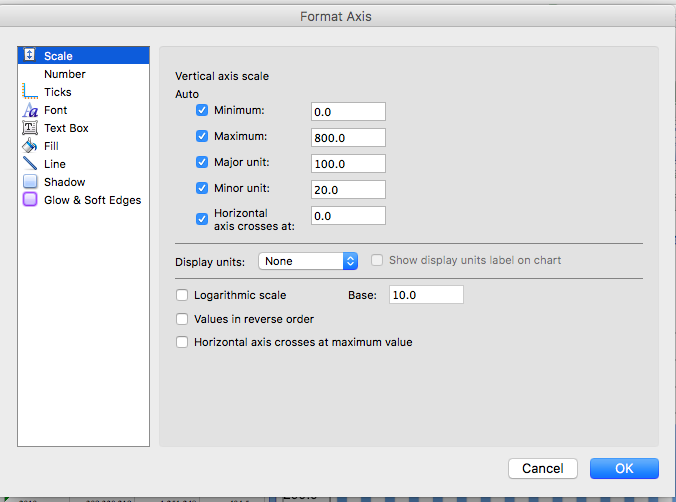 Format Axis
Scale
Number
Ticks
Font
Text Box
Fill
Line
Shadow
Glow & Soft Edges
Vertical axis scale
Auto
Minimum: 0.0
Maximum: 800.0
Major unit: 100.0
Minor unit: 20.0
Horizontal
axis crosses at: 0.0
Display units: None Show display units label on chart
Logarithmic scale Base: 10.0
Values in reverse order
Horizontal axis crosses at maximum value
Cancel OK